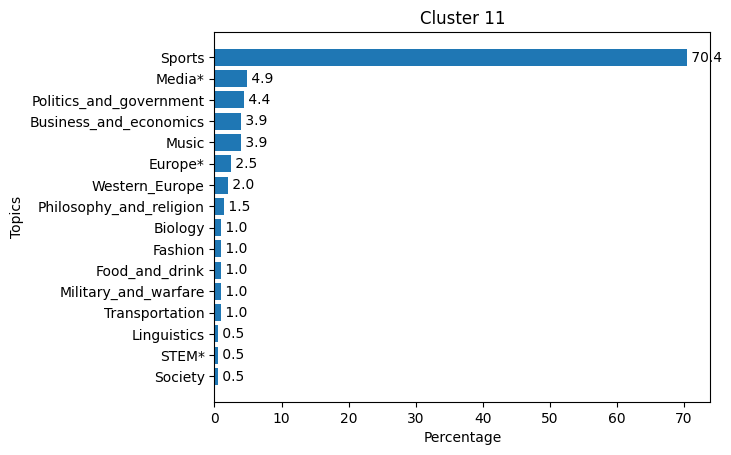 Cluster 11
Sports 70.4
Media* 4.9
Politics_and_government 4.4
Business_and_economics 3.9
Music 3.9
Europe* 2.5
Western_Europe 2.0
Philosophy_and_religion 1.5
Biology 1.0
Fashion 1.0
Food_and_drink 1.0
Military_and_warfare 1.0
Transportation 1.0
Linguistics 0.5
STEM* 0.5
Society 0.5
Topics
0 10 20 30 40 50 60 70
Percentage